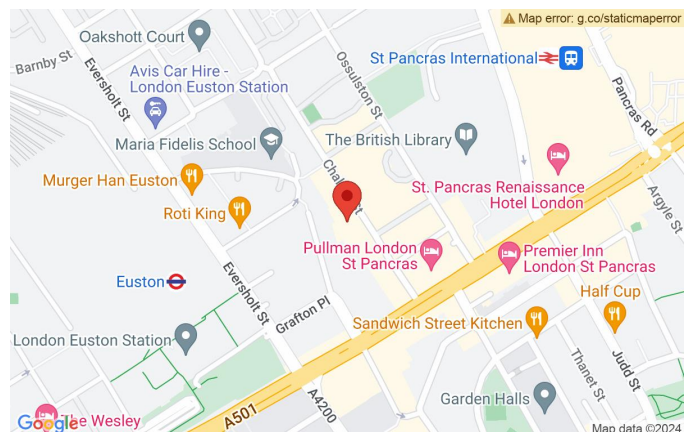 Map error: g.co/staticmaperror
Oakshott Court
Barnby St
Eversholt St
Avis Car Hire -
London Euston Station
Ossulston St
St Pancras International
Pancras Rd
Maria Fidelis School
The British Library
Murger Han Euston
Chalton St
St. Pancras Renaissance
Hotel London
Argyle St
Roti King
Pullman London
St Pancras
Premier Inn
London St Pancras
Euston
Eversholt St
Grafton Pl
Half Cup
Sandwich Street Kitchen
London Euston Station
Thanet St
Judd St
A4200
A501
Garden Halls
The Wesley
Google
Map data ©2024